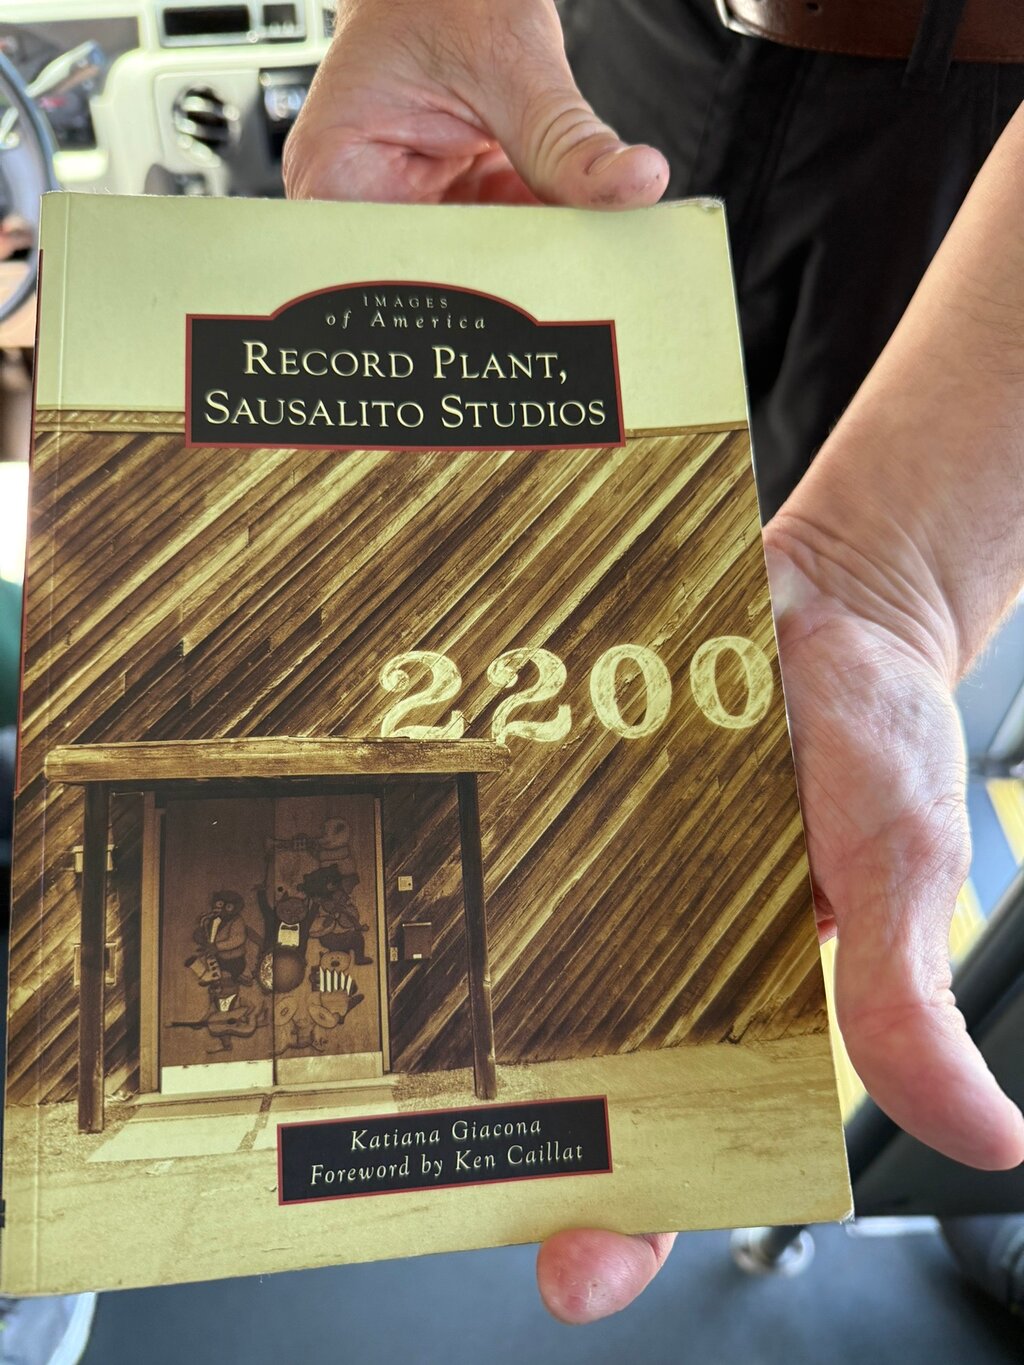 IMAGES
of America
RECORD PLANT,
SAUSALITO STUDIOS
2200
Katiana Giacona
Foreword by Ken Caillat